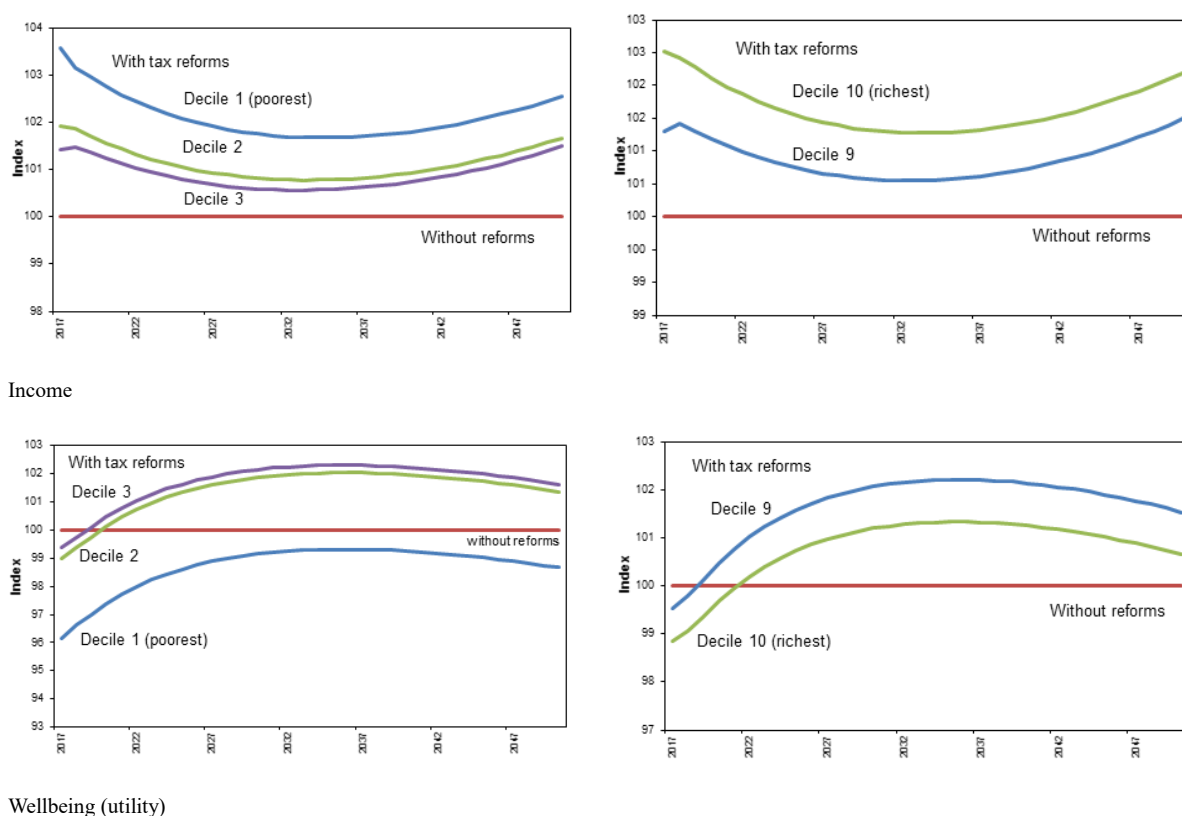 104
103
102
101
100
99
98
Index
With tax reforms
Decile 1 (poorest)
Decile 2
Decile 3
Without reforms
2017
2022
2027
2032
2037
2042
2047
103
103
102
102
101
101
100
100
99
99
Index
With tax reforms
Decile 10 (richest)
Decile 9
Without reforms
2017
2022
2027
2032
2037
2042
2047
Income
103
102
101
100
99
98
97
96
95
94
93
Index
With tax reforms
Decile 3
without reforms
Decile 2
Decile 1 (poorest)
2017
2022
2027
2032
2037
2042
2047
103
102
101
100
99
98
97
Index
With tax reforms
Decile 9
Without reforms
Decile 10 (richest)
2017
2022
2027
2032
2037
2042
2047
Wellbeing (utility)